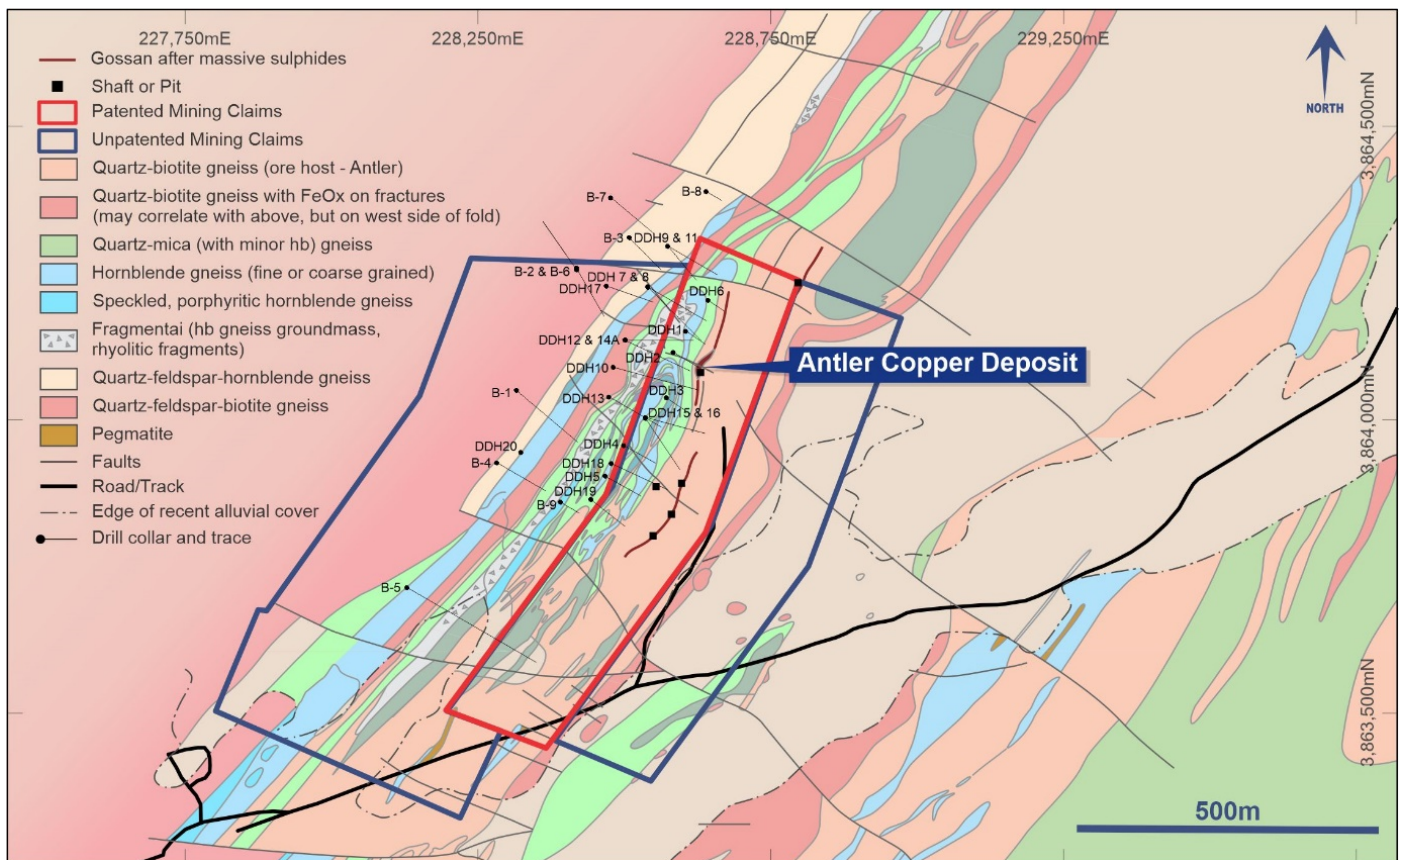 227,750mE
228,250mE
228,750mE
229,250mE
Gossan after massive sulphides
Shaft or Pit
Patented Mining Claims
Unpatented Mining Claims
Quartz-biotite gneiss (ore host - Antler)
Quartz-biotite gneiss with FeOx on fractures
(may correlate with above, but on west side of fold)
Quartz-mica (with minor hb) gneiss
Hornblende gneiss (fine or coarse grained)
Speckled, porphyritic hornblende gneiss
Fragmentai (hb gneiss groundmass,
rhyolitic fragments)
Quartz-feldspar-hornblende gneiss
Quartz-feldspar-biotite gneiss
Pegmatite
Faults
Road/Track
Edge of recent alluvial cover
Drill collar and trace
NORTH
3,864,500mN
3,864,000mN
3,863,500mN
B-7
B-8
B-3
DDH9 & 11
B-2 & B-6
DDH 7 & 8
DDH17
DDH6
DDH1
DDH12 & 14A
DDH2
DDH10
DDH3
B-1
DDH13
DDH15 & 16
DDH4
DDH20
B-4
DDH18
DDH5
DDH19
B-9
B-5
Antler Copper Deposit
500m